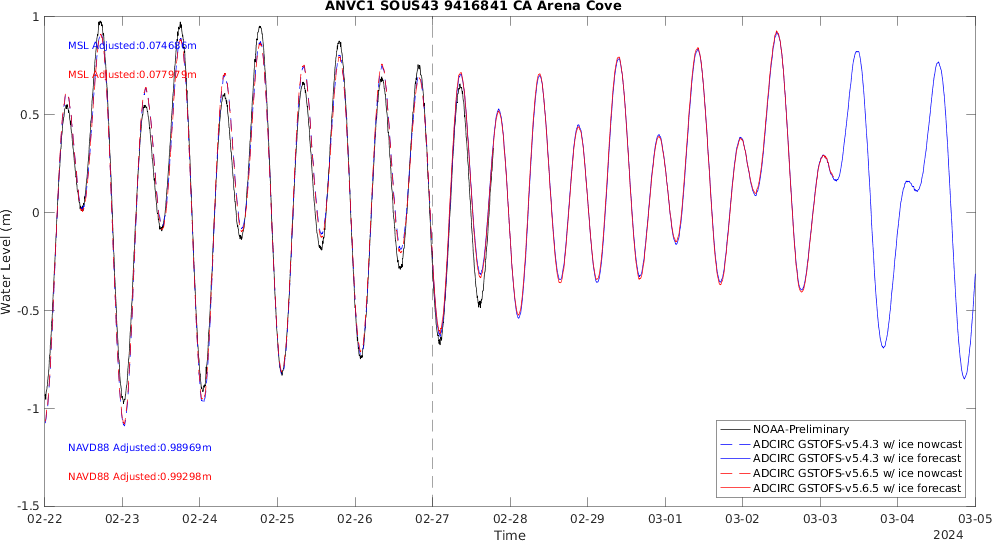 ANVC1 SOUS43 9416841 CA Arena Cove
MSL Adjusted:0.074686m
MSL Adjusted:0.077979m
NAVD88 Adjusted:0.98969m
NAVD88 Adjusted:0.99298m
Water Level (m)
1
0.5
0
-0.5
-1
-1.5
NOAA-Preliminary
ADCIRC GSTOFS-v5.4.3 w/ ice nowcast
ADCIRC GSTOFS-v5.4.3 w/ ice forecast
ADCIRC GSTOFS-v5.6.5 w/ ice nowcast
ADCIRC GSTOFS-v5.6.5 w/ ice forecast
02-22 02-23 02-24 02-25 02-26 02-27 02-28 02-29 03-01 03-02 03-03 03-04 03-05
Time
2024